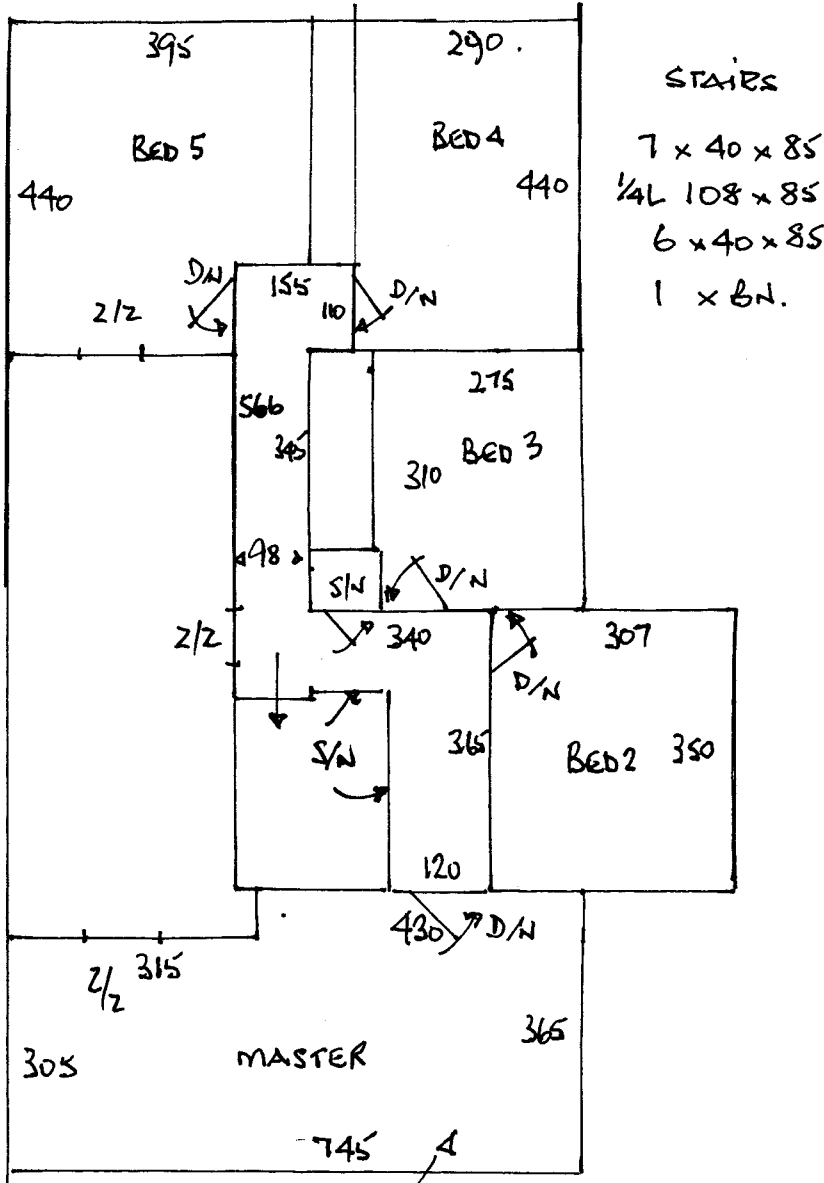 395
290.
STAIRS
BED 5
BED 4
7 x 40 x 85
440
440
1/4L 108 x 85
6 x 40 x 85
1 x BN.
D/N
155
110
D/N
2/2
275
566
345
BED 3
310
98
S/N
D/N
2/2
340
307
D/N
S/N
365
BED 2
350
120
430
D/N
2/2
315
305
MASTER
365
745